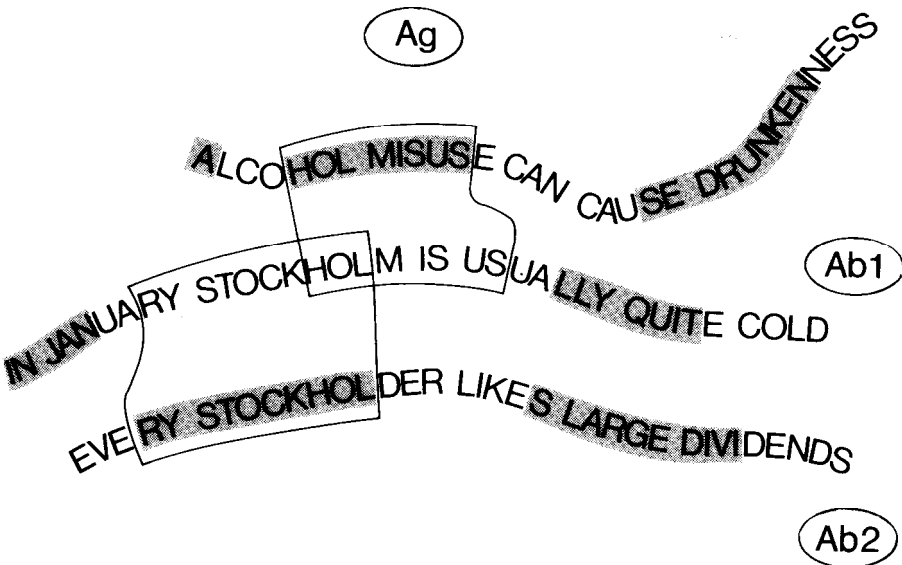 Ag
ALCOHOL MISUSE CAN CAUSE DRUNKENNESS
Ab1
IN JANUARY STOCKHOLM IS USUALLY QUITE COLD
EVERY STOCKHOLDER LIKES LARGE DIVIDENDS
Ab2